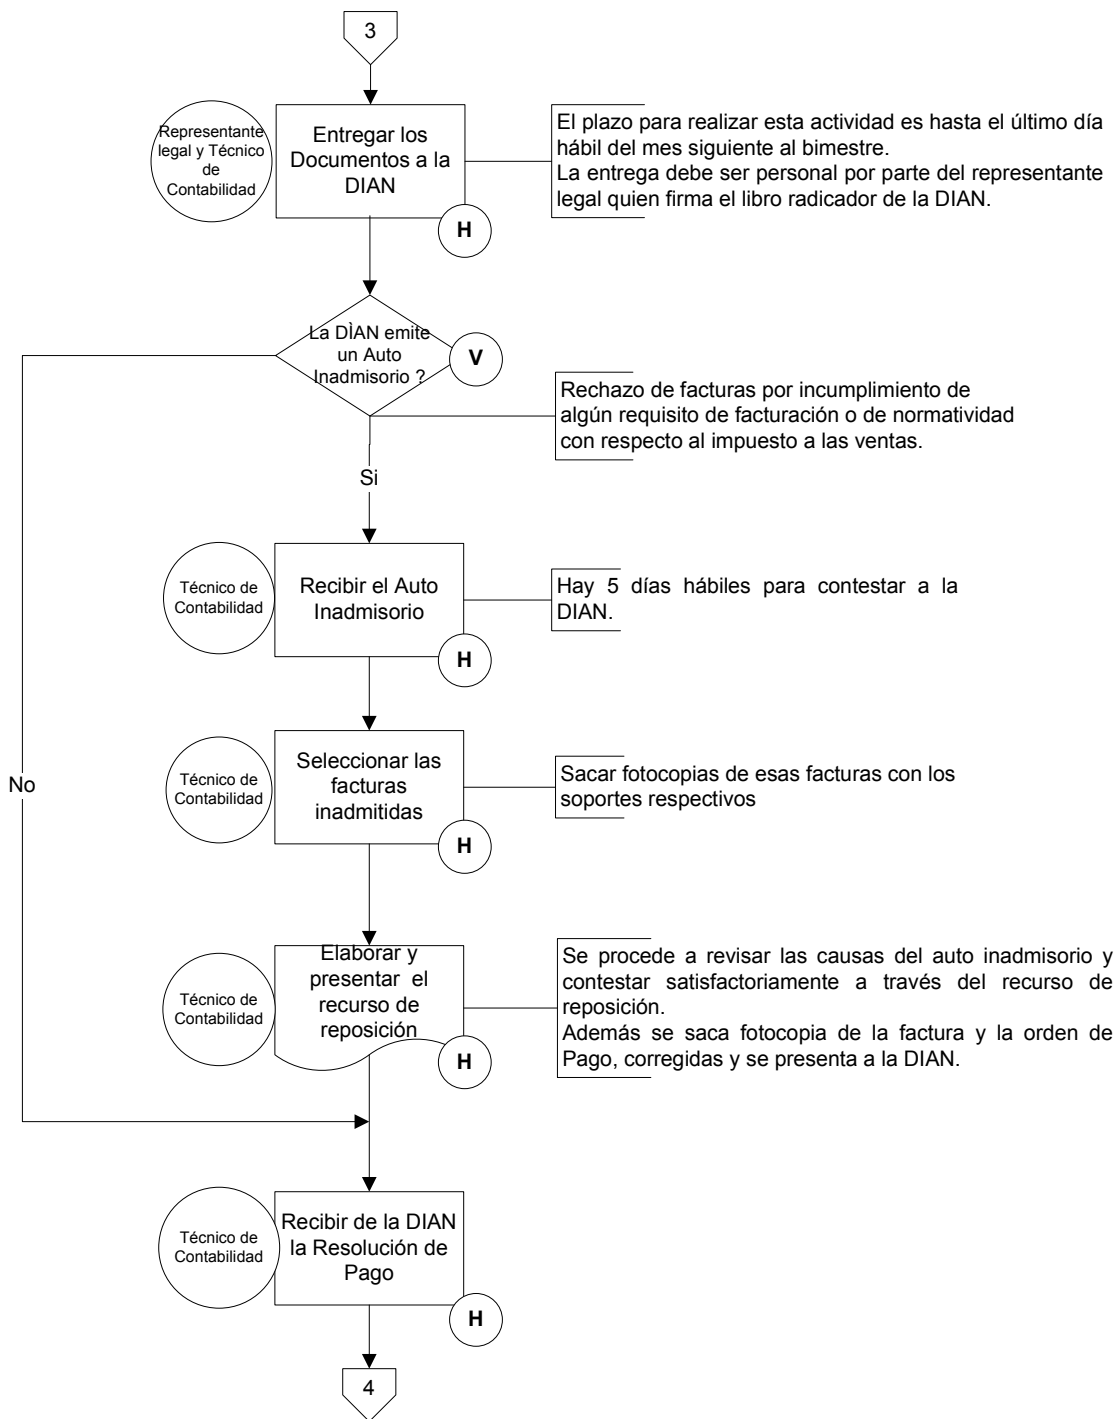 3
Representante
legal y Técnico
de
Contabilidad
Entregar los
Documentos a la
DIAN
H
El plazo para realizar esta actividad es hasta el último día
hábil del mes siguiente al bimestre.
La entrega debe ser personal por parte del representante
legal quien firma el libro radicador de la DIAN.
La DÌAN emite
un Auto
Inadmisorio ?
V
Rechazo de facturas por incumplimiento de
algún requisito de facturación o de normatividad
con respecto al impuesto a las ventas.
Si
Técnico de
Contabilidad
Recibir el Auto
Inadmisorio
H
Hay 5 días hábiles para contestar a la
DIAN.
No
Técnico de
Contabilidad
Seleccionar las
facturas
inadmitidas
H
Sacar fotocopias de esas facturas con los
soportes respectivos
Técnico de
Contabilidad
Elaborar y
presentar el
recurso de
reposición
H
Se procede a revisar las causas del auto inadmisorio y
contestar satisfactoriamente a través del recurso de
reposición.
Además se saca fotocopia de la factura y la orden de
Pago, corregidas y se presenta a la DIAN.
Técnico de
Contabilidad
Recibir de la DIAN
la Resolución de
Pago
H
4